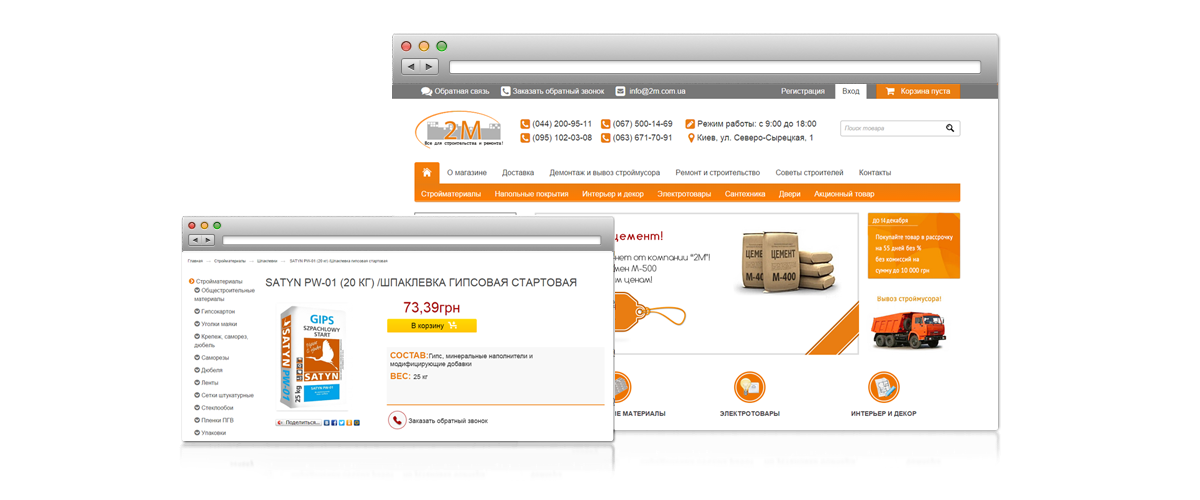 Обратная связь
Заказать обратный звонок
info@2m.com.ua
Регистрация
Вход
Корзина пуста
2М
Все для строительства и ремонта!
(044) 200-95-11
(067) 500-14-69
Режим работы: с 9:00 до 18:00
(095) 102-03-08
(063) 671-70-91
Киев, ул. Северо-Сырецкая, 1
Поиск товара
О магазине
Доставка
Демонтаж и вывоз строймусора
Ремонт и строительство
Советы строителей
Контакты
Стройматериалы
Напольные покрытия
Интерьер и декор
Электротовары
Сантехника
Двери
Акционный товар
цемент!
нет от компании "2М"!
мен М-500
м ценам!
ЦЕМЕНТ
М-40
ЦЕМЕНТ
М-400
до 14 декабря
Покупайте товар в рассрочку
на 55 дней без %
без комиссий на
сумму до 10 000 грн
Вывоз строймусора!
ЫЕ МАТЕРИАЛЫ
ЭЛЕКТРОТОВАРЫ
ИНТЕРЬЕР И ДЕКОР
Главная — Стройматериалы — Шпаклевки — SATYN PW-01 (20 кг) /Шпаклевка гипсовая стартовая
Стройматериалы
Общестроительные
материалы
Гипсокартон
Уголки маяки
Крепеж, саморез,
дюбель
Саморезы
Дюбеля
Ленты
Сетки штукатурные
Стеклообои
Пленки ПГВ
Упаковки
SATYN PW-01 (20 КГ) /ШПАКЛЕВКА ГИПСОВАЯ СТАРТОВАЯ
GIPS
SZPACHLOWY
START
SATYN
PW-01
SATYN
SATYN PW-01
25 kg
Поделиться...
73,39грн
В корзину
СОСТАВ:Гипс, минеральные наполнители и
модифицирующие добавки
ВЕС: 25 кг
Заказать обратный звонок